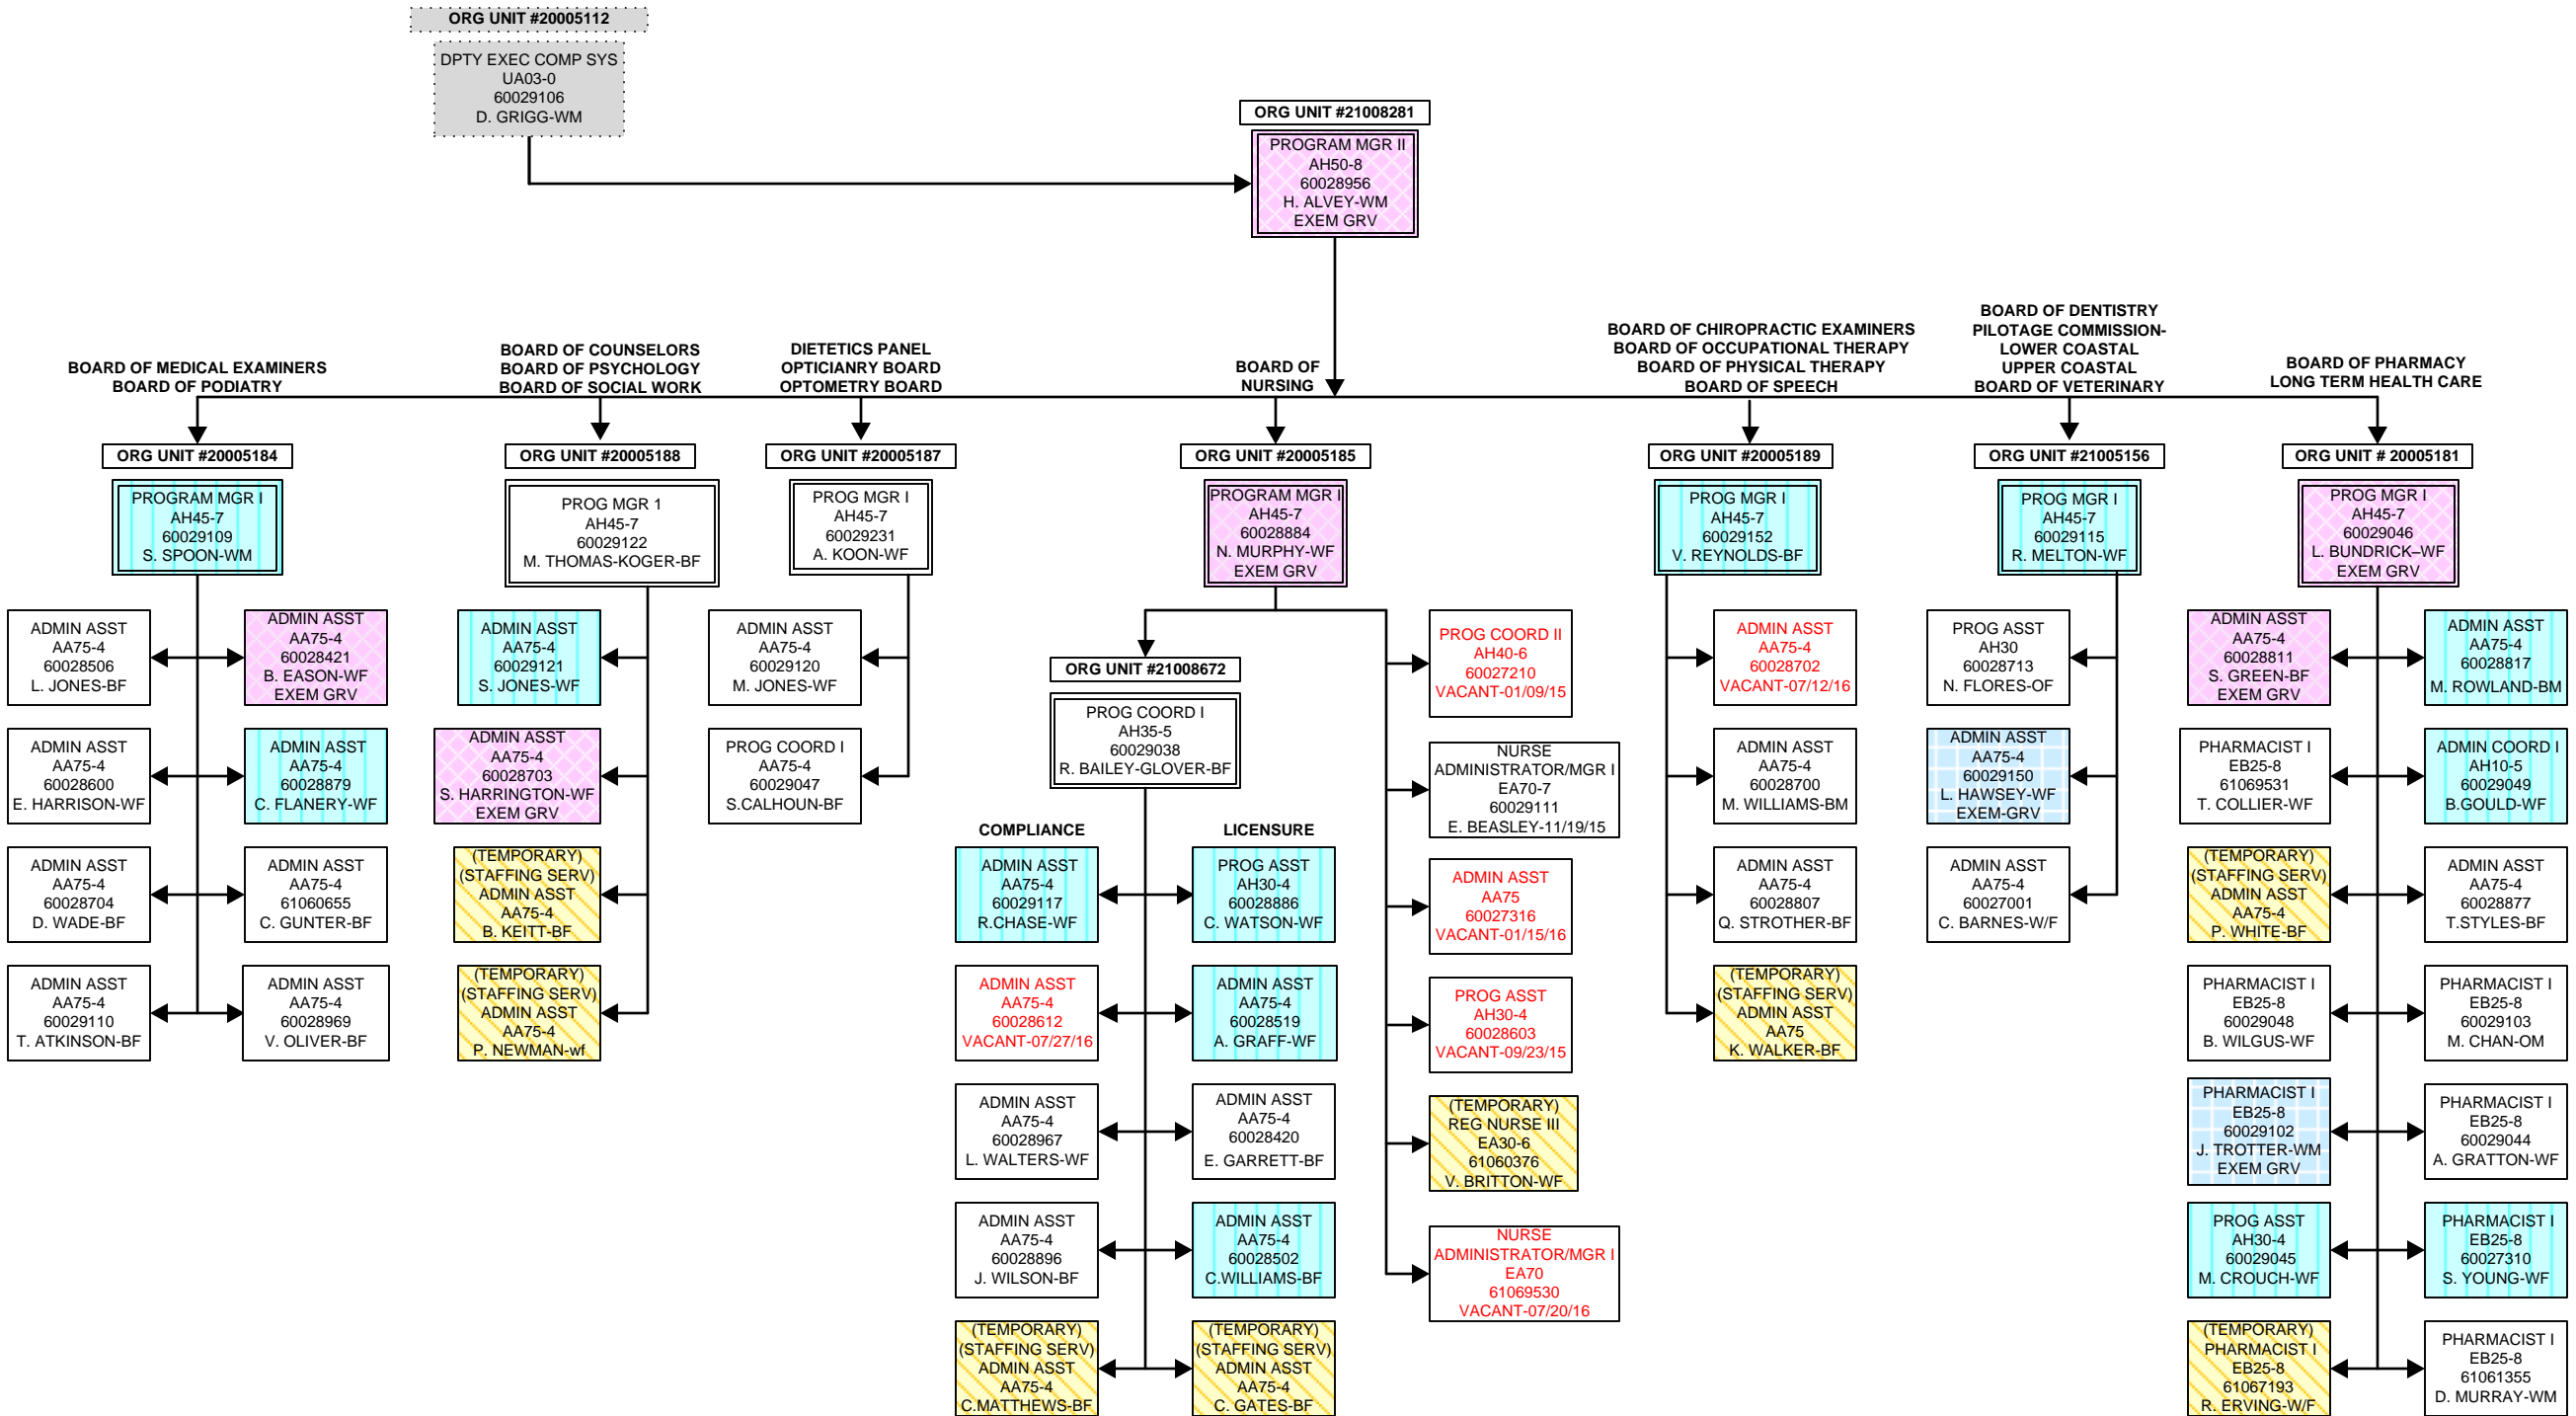 ORG UNIT #20005112
DPTY EXEC COMP SYS
UA03-0
60029106
D. GRIGG-WM
ORG UNIT #21008281
PROGRAM MGR II
AH50-8
60028956
H. ALVEY-WM
EXEM GRV
BOARD OF MEDICAL EXAMINERS
BOARD OF PODIATRY
ORG UNIT #20005184
PROGRAM MGR I
AH45-7
60029109
S. SPOON-WM
ADMIN ASST
AA75-4
60028506
L. JONES-BF
ADMIN ASST
AA75-4
60028421
B. EASON-WF
EXEM GRV
ADMIN ASST
AA75-4
60028600
E. HARRISON-WF
ADMIN ASST
AA75-4
60028879
C. FLANERY-WF
ADMIN ASST
AA75-4
60028704
D. WADE-BF
ADMIN ASST
AA75-4
61060655
C. GUNTER-BF
ADMIN ASST
AA75-4
60029110
T. ATKINSON-BF
ADMIN ASST
AA75-4
60028969
V. OLIVER-BF
BOARD OF COUNSELORS
BOARD OF PSYCHOLOGY
BOARD OF SOCIAL WORK
ORG UNIT #20005188
PROG MGR 1
AH45-7
60029122
M. THOMAS-KOGER-BF
ADMIN ASST
AA75-4
60029121
S. JONES-WF
ADMIN ASST
AA75-4
60028703
S. HARRINGTON-WF
EXEM GRV
(TEMPORARY)
(STAFFING SERV)
ADMIN ASST
AA75-4
B. KEITT-BF
(TEMPORARY)
(STAFFING SERV)
ADMIN ASST
AA75-4
P. NEWMAN-wf
DIETETICS PANEL
OPTICIANRY BOARD
OPTOMETRY BOARD
ORG UNIT #20005187
PROG MGR I
AH45-7
60029231
A. KOON-WF
ADMIN ASST
AA75-4
60029120
M. JONES-WF
PROG COORD I
AA75-4
60029047
S.CALHOUN-BF
BOARD OF
NURSING
ORG UNIT #20005185
PROGRAM MGR I
AH45-7
60028884
N. MURPHY-WF
EXEM GRV
ORG UNIT #21008672
PROG COORD I
AH35-5
60029038
R. BAILEY-GLOVER-BF
COMPLIANCE
LICENSURE
ADMIN ASST
AA75-4
60029117
R.CHASE-WF
PROG ASST
AH30-4
60028886
C. WATSON-WF
ADMIN ASST
AA75-4
60028612
VACANT-07/27/16
ADMIN ASST
AA75-4
60028519
A. GRAFF-WF
ADMIN ASST
AA75-4
60028967
L. WALTERS-WF
ADMIN ASST
AA75-4
60028420
E. GARRETT-BF
ADMIN ASST
AA75-4
60028896
J. WILSON-BF
ADMIN ASST
AA75-4
60028502
C.WILLIAMS-BF
(TEMPORARY)
(STAFFING SERV)
ADMIN ASST
AA75-4
C.MATTHEWS-BF
(TEMPORARY)
(STAFFING SERV)
ADMIN ASST
AA75-4
C. GATES-BF
PROG COORD II
AH40-6
60027210
VACANT-01/09/15
NURSE
ADMINISTRATOR/MGR I
EA70-7
60029111
E. BEASLEY-11/19/15
ADMIN ASST
AA75
60027316
VACANT-01/15/16
PROG ASST
AH30-4
60028603
VACANT-09/23/15
(TEMPORARY)
REG NURSE III
EA30-6
61060376
V. BRITTON-WF
NURSE
ADMINISTRATOR/MGR I
EA70
61069530
VACANT-07/20/16
BOARD OF CHIROPRACTIC EXAMINERS
BOARD OF OCCUPATIONAL THERAPY
BOARD OF PHYSICAL THERAPY
BOARD OF SPEECH
ORG UNIT #20005189
PROG MGR I
AH45-7
60029152
V. REYNOLDS-BF
ADMIN ASST
AA75-4
60028702
VACANT-07/12/16
ADMIN ASST
AA75-4
60028700
M. WILLIAMS-BM
ADMIN ASST
AA75-4
60028807
Q. STROTHER-BF
(TEMPORARY)
(STAFFING SERV)
ADMIN ASST
AA75
K. WALKER-BF
BOARD OF DENTISTRY
PILOTAGE COMMISSION-
LOWER COASTAL
UPPER COASTAL
BOARD OF VETERINARY
ORG UNIT #21005156
PROG MGR I
AH45-7
60029115
R. MELTON-WF
PROG ASST
AH30
60028713
N. FLORES-OF
ADMIN ASST
AA75-4
60029150
L. HAWSEY-WF
EXEM-GRV
ADMIN ASST
AA75-4
60027001
C. BARNES-W/F
BOARD OF PHARMACY
LONG TERM HEALTH CARE
ORG UNIT # 20005181
PROG MGR I
AH45-7
60029046
L. BUNDRICK–WF
EXEM GRV
ADMIN ASST
AA75-4
60028811
S. GREEN-BF
EXEM GRV
ADMIN ASST
AA75-4
60028817
M. ROWLAND-BM
PHARMACIST I
EB25-8
61069531
T. COLLIER-WF
ADMIN COORD I
AH10-5
60029049
B.GOULD-WF
(TEMPORARY)
(STAFFING SERV)
ADMIN ASST
AA75-4
P. WHITE-BF
ADMIN ASST
AA75-4
60028877
T.STYLES-BF
PHARMACIST I
EB25-8
60029048
B. WILGUS-WF
PHARMACIST I
EB25-8
60029103
M. CHAN-OM
PHARMACIST I
EB25-8
60029102
J. TROTTER-WM
EXEM GRV
PHARMACIST I
EB25-8
60029044
A. GRATTON-WF
PROG ASST
AH30-4
60029045
M. CROUCH-WF
PHARMACIST I
EB25-8
60027310
S. YOUNG-WF
(TEMPORARY)
PHARMACIST I
EB25-8
61067193
R. ERVING-W/F
PHARMACIST I
EB25-8
61061355
D. MURRAY-WM